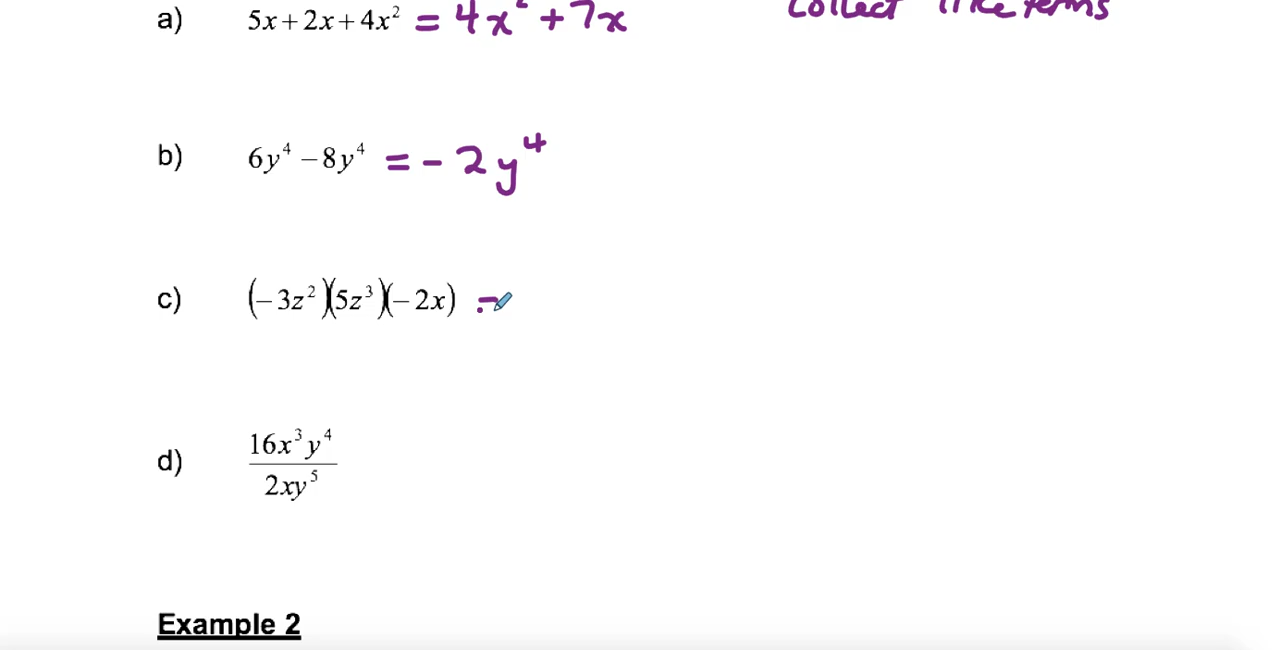 a) 5x + 2x + 4x² = 4x² + 7x collect like terms
b) 6y⁴ − 8y⁴ = − 2y⁴
c) (−3z²)(5z³)(−2x) =
d) 16x³y⁴
2xy⁵
Example 2